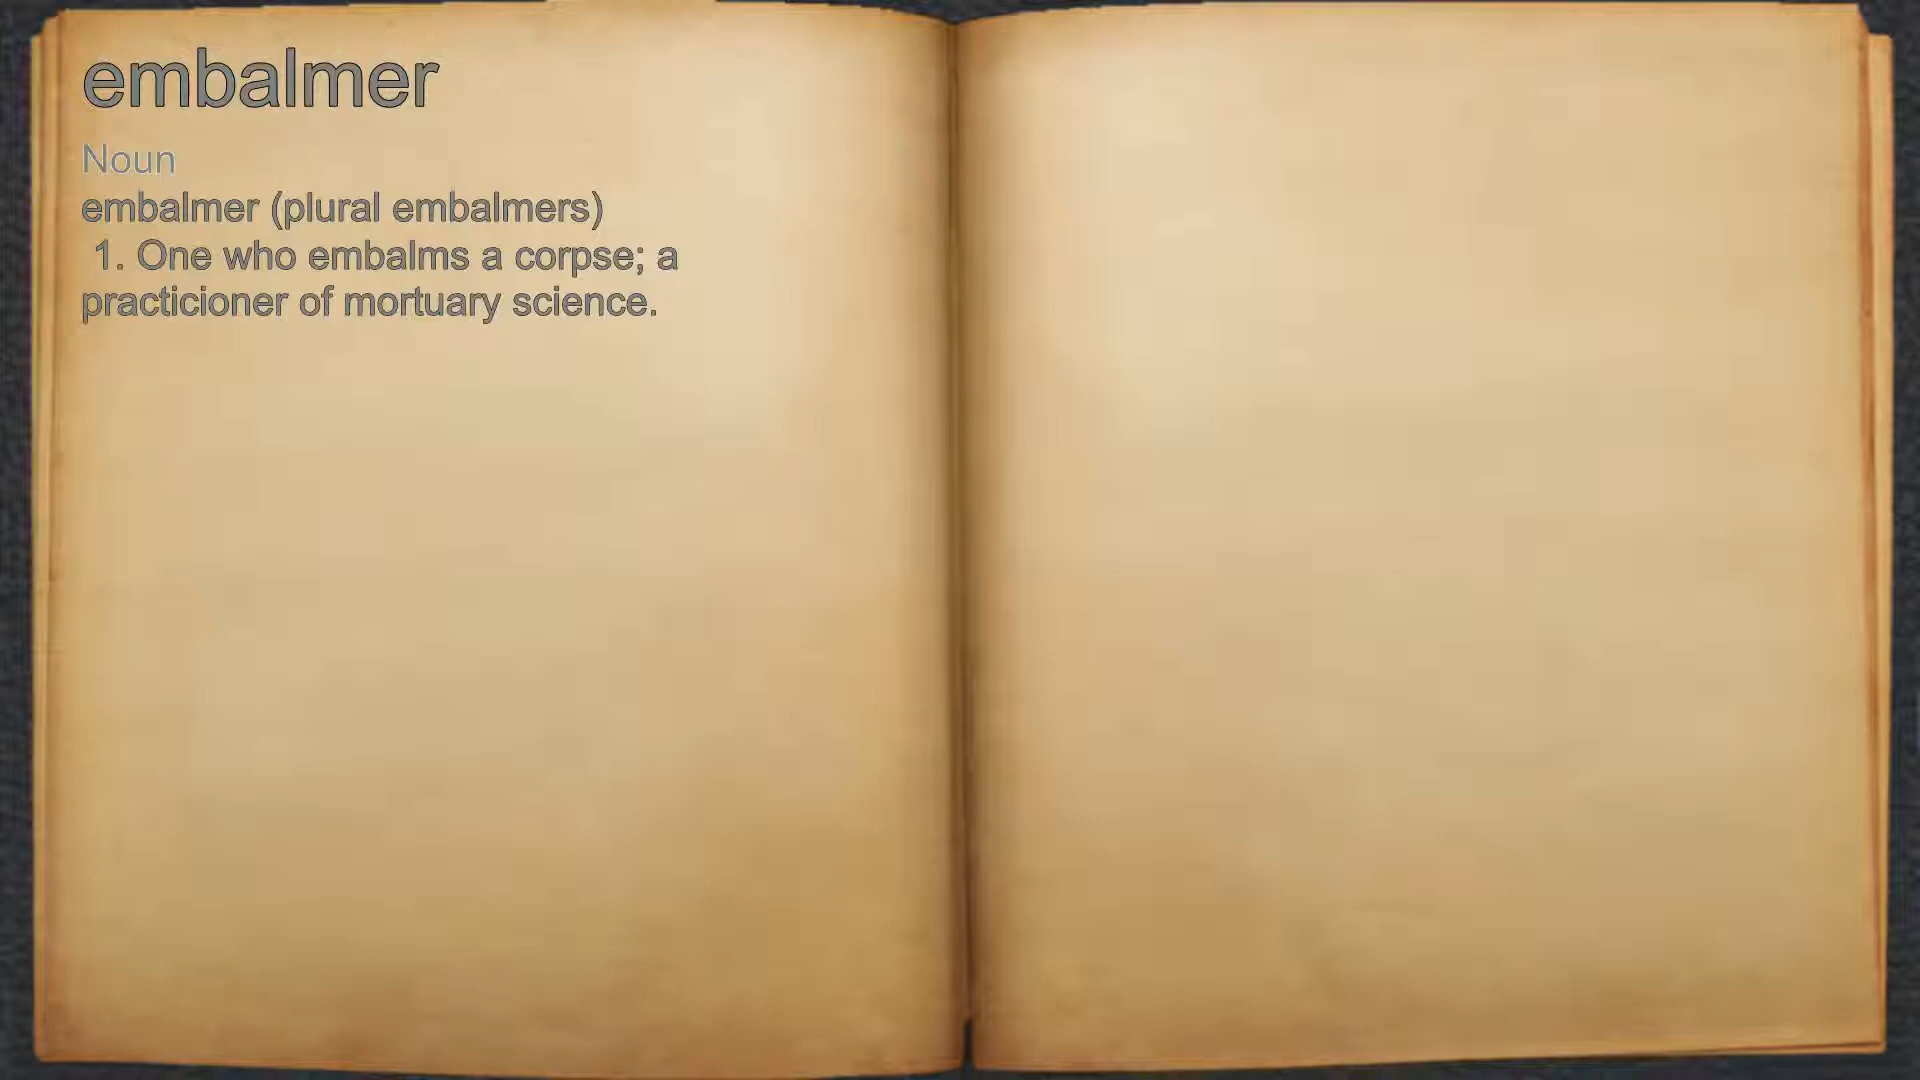 embalmer
Noun
embalmer (plural embalmers)
1. One who embalms a corpse; a
practicioner of mortuary science.